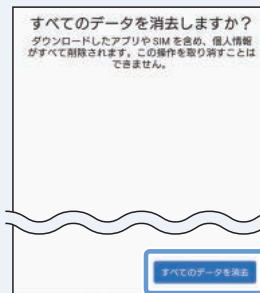 すべてのデータを消去しますか？
ダウンロードしたアプリや SIM を含め、個人情報
がすべて削除されます。この操作を取り消すことは
できません。
すべてのデータを消去